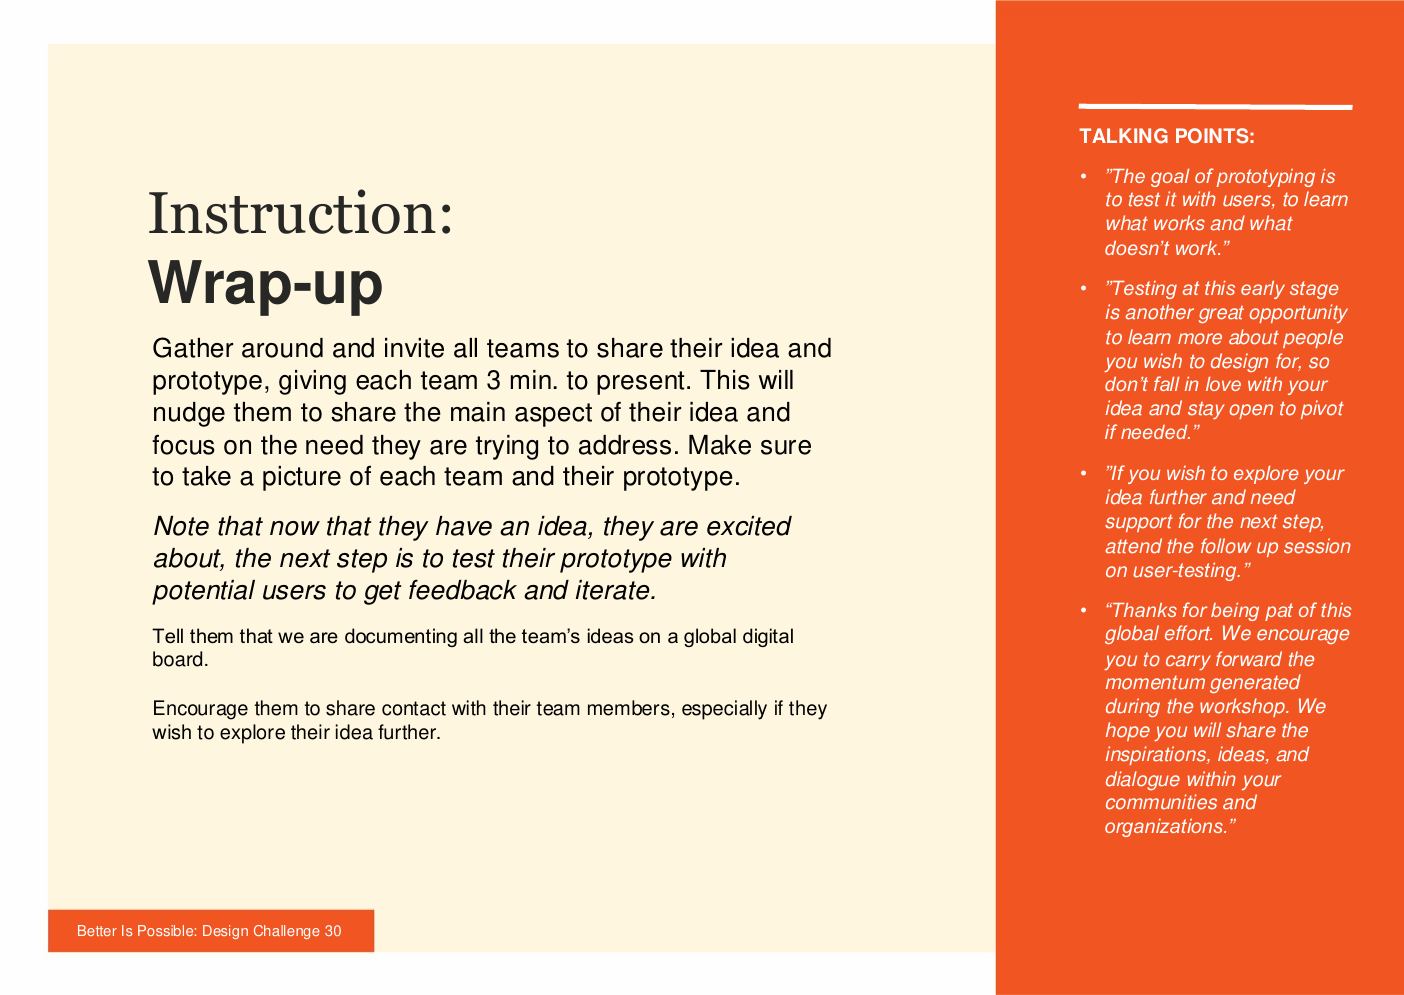 Instruction:
Wrap-up
Gather around and invite all teams to share their idea and
prototype, giving each team 3 min. to present. This will
nudge them to share the main aspect of their idea and
focus on the need they are trying to address. Make sure
to take a picture of each team and their prototype.
Note that now that they have an idea, they are excited
about, the next step is to test their prototype with
potential users to get feedback and iterate.
Tell them that we are documenting all the team’s ideas on a global digital
board.
Encourage them to share contact with their team members, especially if they
wish to explore their idea further.
Better Is Possible: Design Challenge 30
TALKING POINTS:
• ”The goal of prototyping is
to test it with users, to learn
what works and what
doesn’t work.”
• ”Testing at this early stage
is another great opportunity
to learn more about people
you wish to design for, so
don’t fall in love with your
idea and stay open to pivot
if needed.”
• ”If you wish to explore your
idea further and need
support for the next step,
attend the follow up session
on user-testing.”
• “Thanks for being pat of this
global effort. We encourage
you to carry forward the
momentum generated
during the workshop. We
hope you will share the
inspirations, ideas, and
dialogue within your
communities and
organizations.”